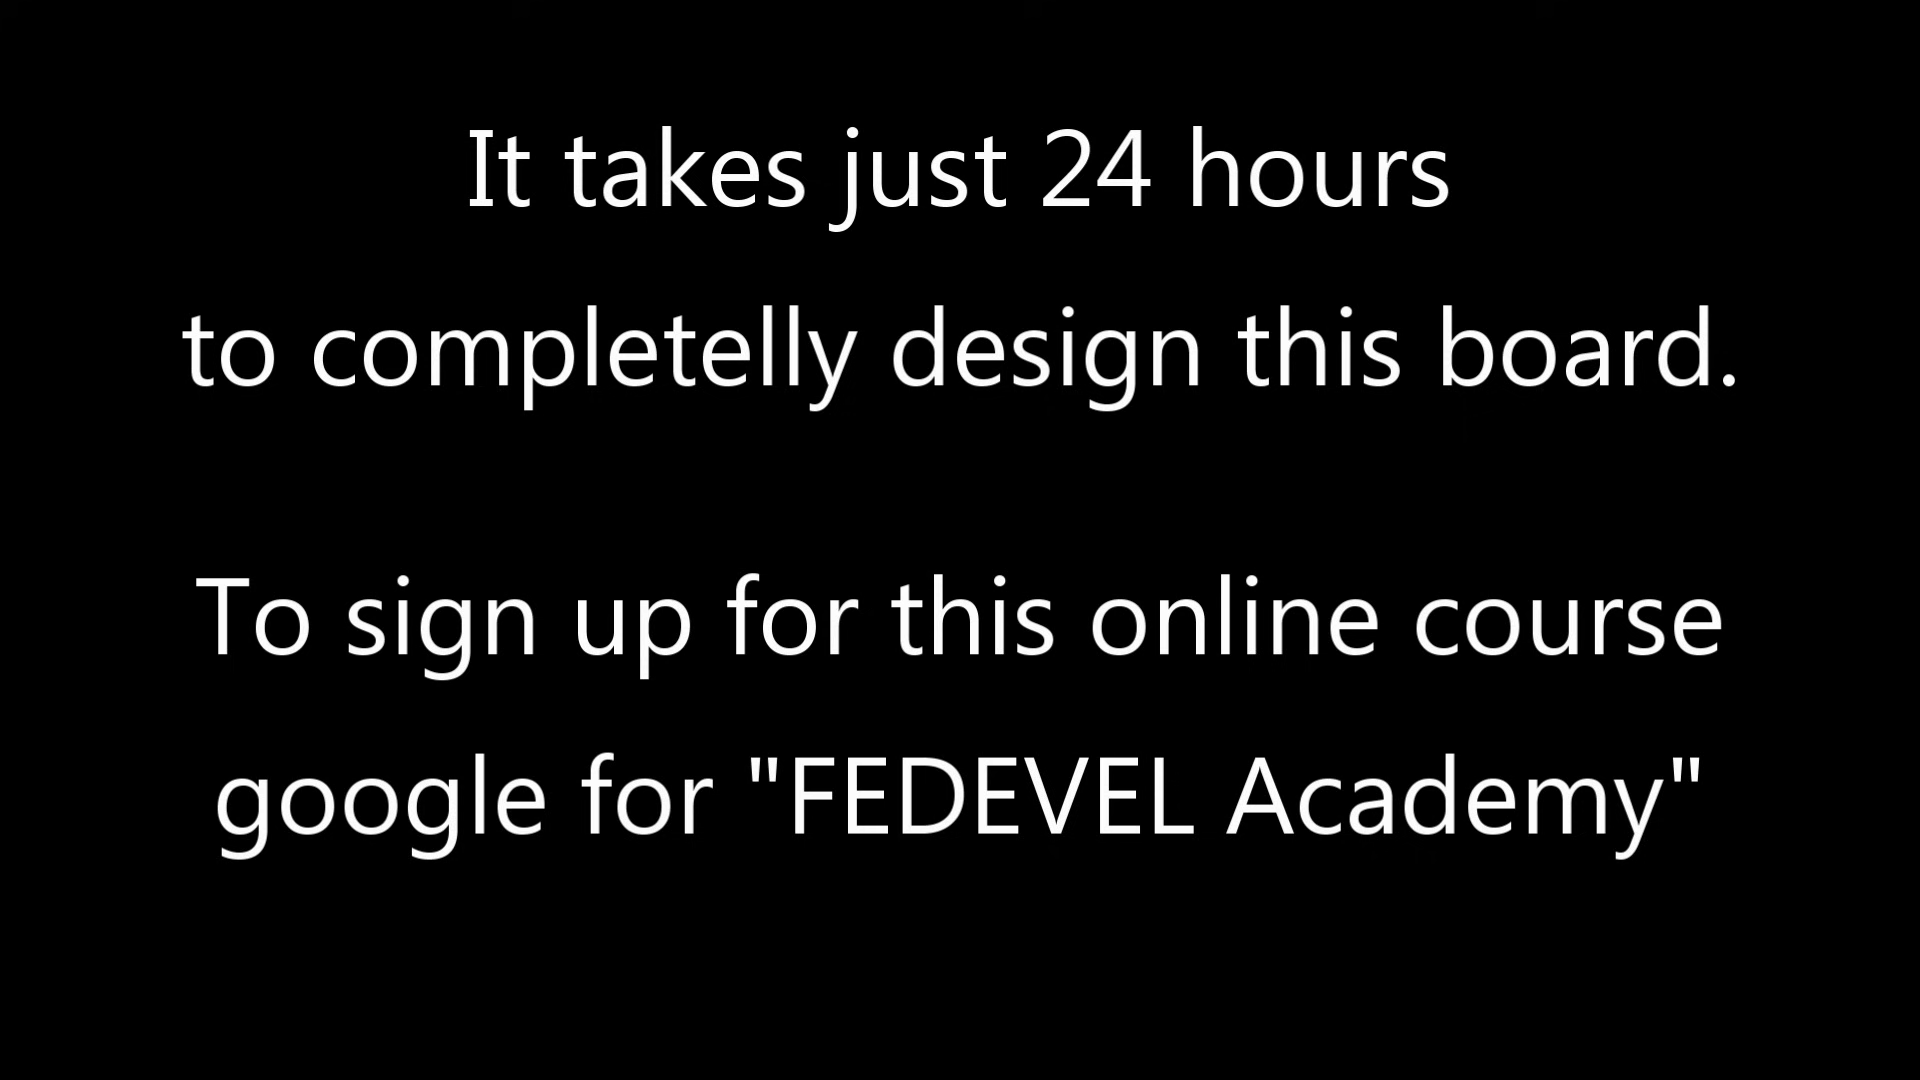 It takes just 24 hours
to completelly design this board.
To sign up for this online course
google for "FEDEVEL Academy"